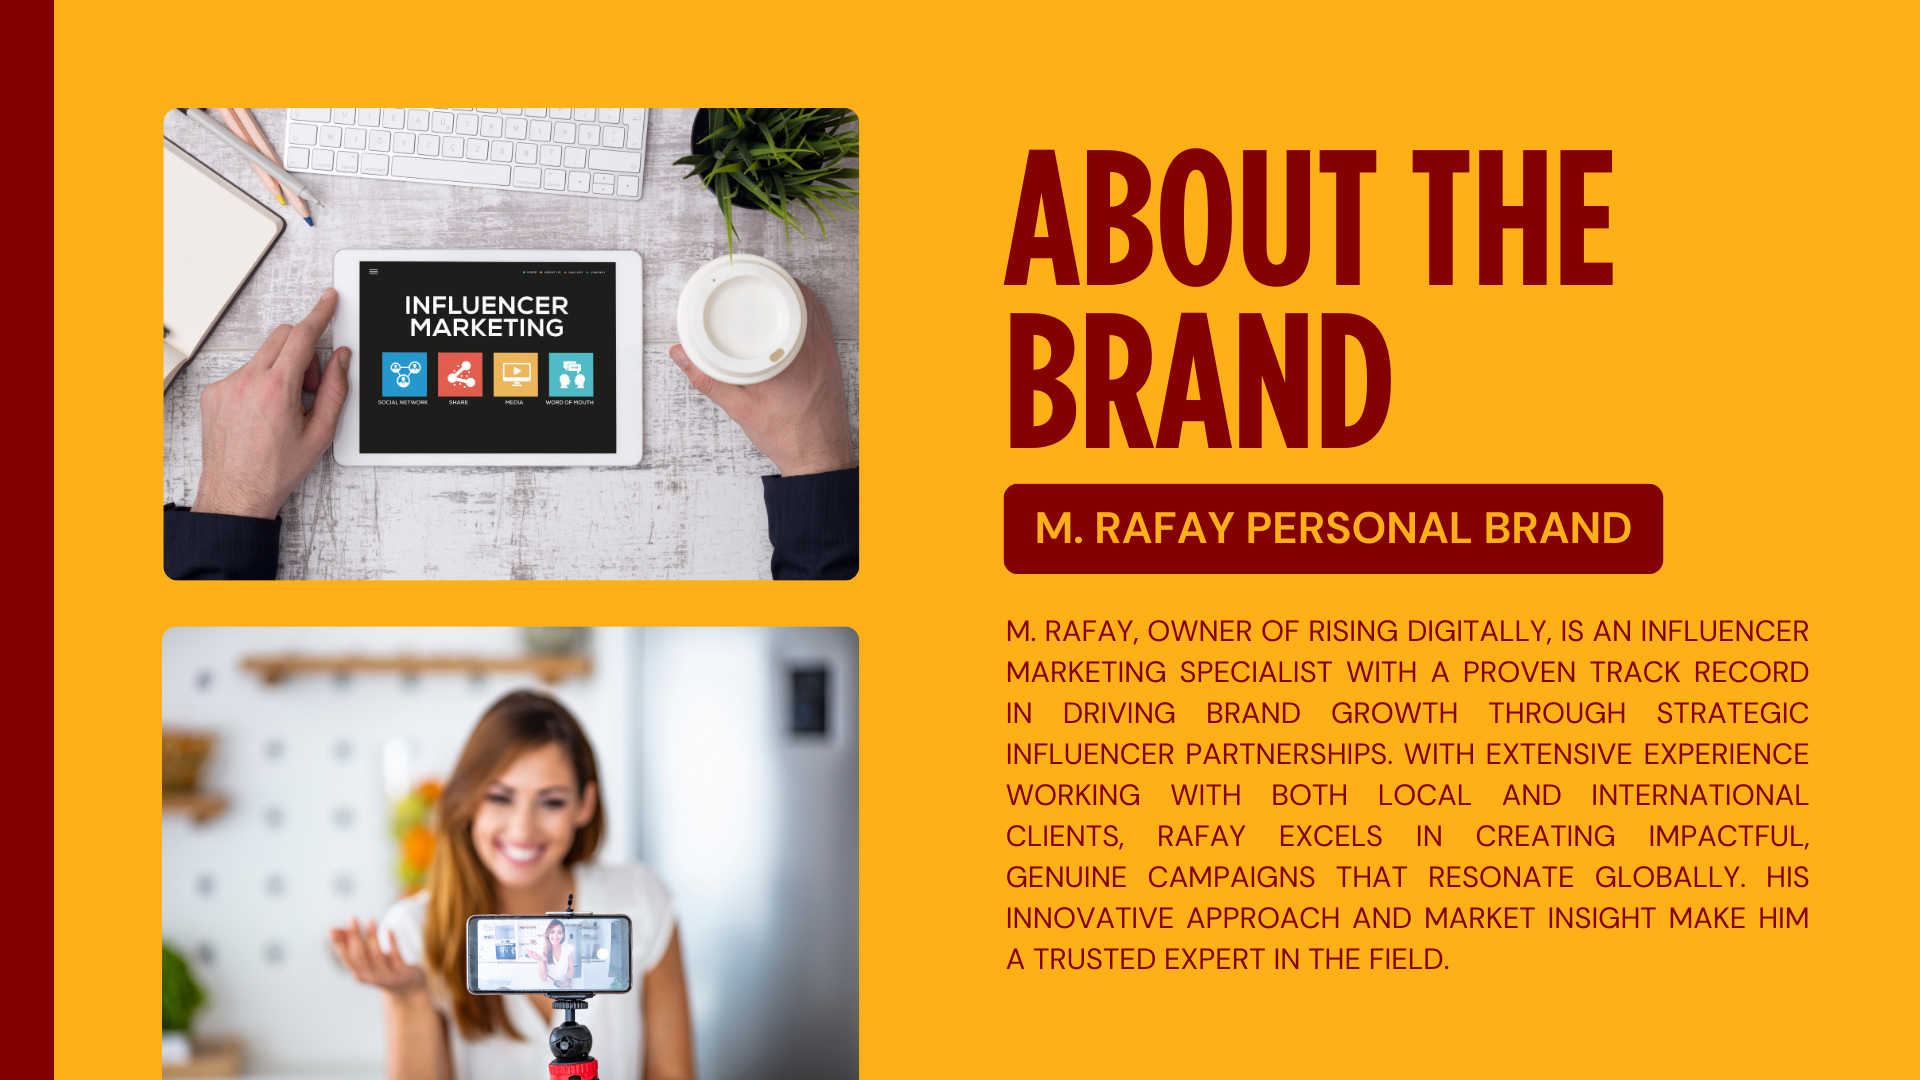 INFLUENCER
MARKETING
SOCIAL NETWORK
SHARE
MEDIA
WORD OF MOUTH
ABOUT THE
BRAND
M. RAFAY PERSONAL BRAND
M. RAFAY, OWNER OF RISING DIGITALLY, IS AN INFLUENCER
MARKETING SPECIALIST WITH A PROVEN TRACK RECORD
IN DRIVING BRAND GROWTH THROUGH STRATEGIC
INFLUENCER PARTNERSHIPS. WITH EXTENSIVE EXPERIENCE
WORKING WITH BOTH LOCAL AND INTERNATIONAL
CLIENTS, RAFAY EXCELS IN CREATING IMPACTFUL,
GENUINE CAMPAIGNS THAT RESONATE GLOBALLY. HIS
INNOVATIVE APPROACH AND MARKET INSIGHT MAKE HIM
A TRUSTED EXPERT IN THE FIELD.